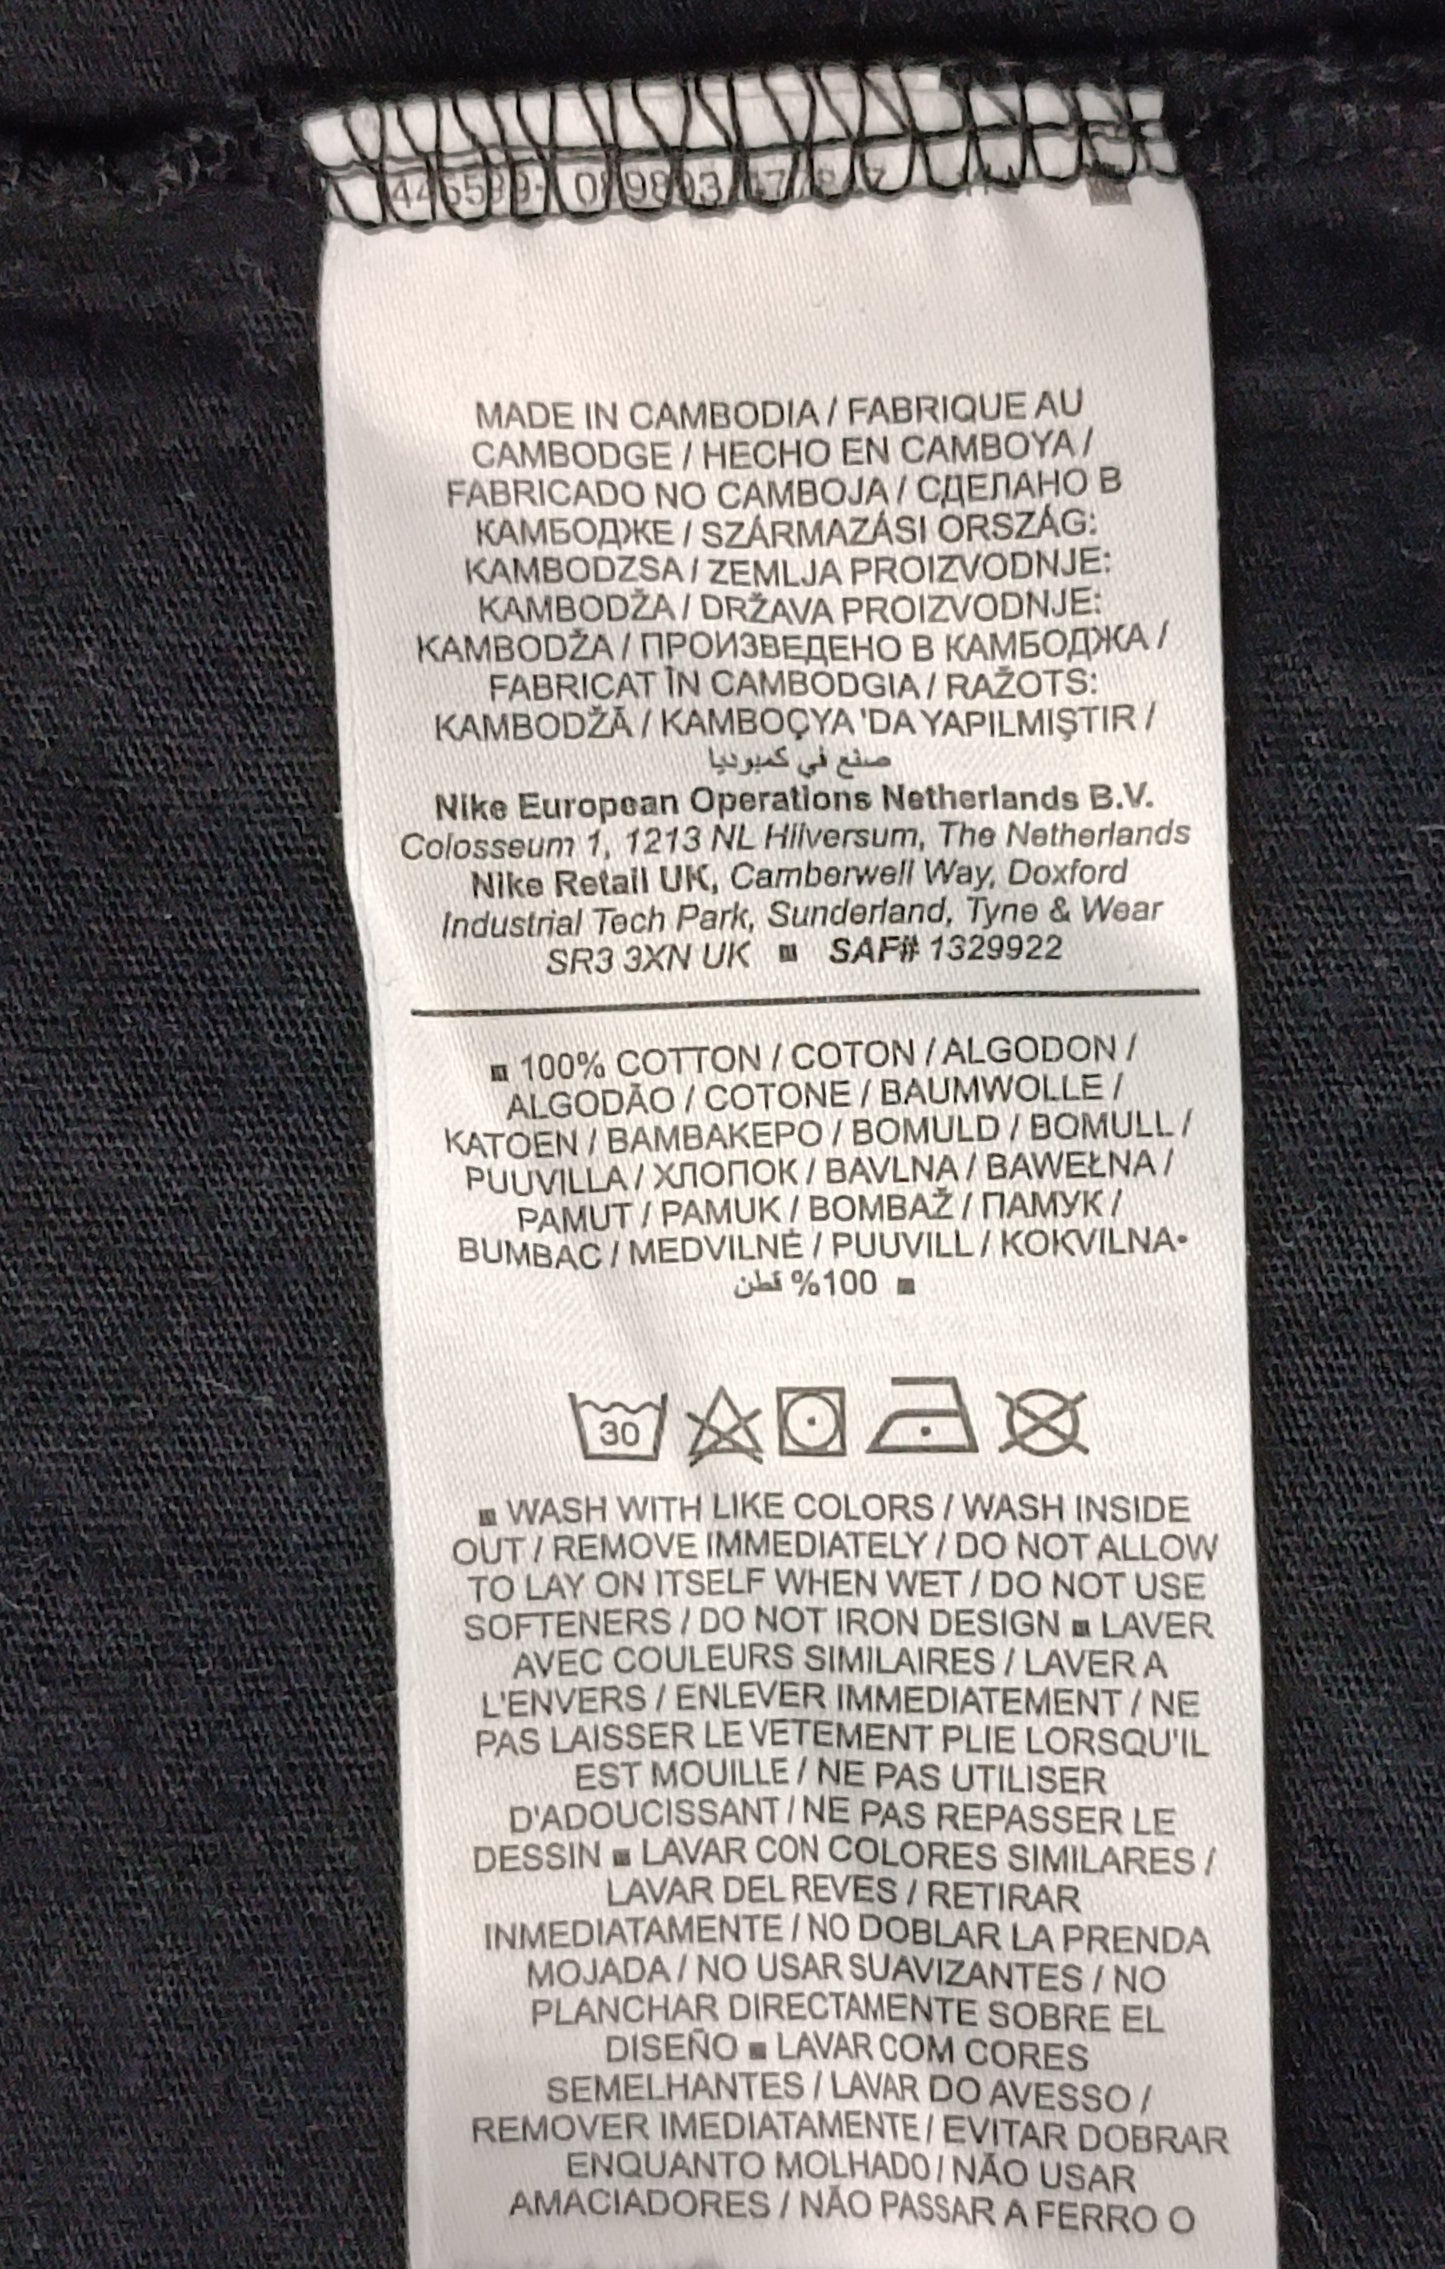 MADE IN CAMBODIA / FABRIQUE AU
CAMBODGE / HECHO EN CAMBOYA /
FABRICADO NO CAMBOJA / СДЕЛАНО В
КАМБОДЖЕ / SZÁRMAZÁSI ORSZÁG:
KAMBODZSA / ZEMLJA PROIZVODNJE:
KAMBODŽA / DRŽAVA PROIZVODNJE:
KAMBODŽA / ПРОИЗВЕДЕНО В КАМБОДЖА /
FABRICAT ÎN CAMBODGIA / RAŽOTS:
KAMBODŽĀ / KAMBOÇYA 'DA YAPILMIŞTIR /
صنع في كمبوديا
Nike European Operations Netherlands B.V.
Colosseum 1, 1213 NL Hilversum, The Netherlands
Nike Retail UK, Camberwell Way, Doxford
Industrial Tech Park, Sunderland, Tyne & Wear
SR3 3XN UK ■ SAF# 1329922
■ 100% COTTON / COTON / ALGODON /
ALGODÃO / COTONE / BAUMWOLLE /
KATOEN / ΒΑΜΒΑΚΕΡΟ / BOMULD / BOMULL /
PUUVILLA / ХЛОПОК / BAVLNA / BAWEŁNA /
PAMUT / PAMUK / BOMBAŽ / ПАМУК /
BUMBAC / MEDVILNĖ / PUUVILL / KOKVILNA•
100% قطن ■
30
■ WASH WITH LIKE COLORS / WASH INSIDE
OUT / REMOVE IMMEDIATELY / DO NOT ALLOW
TO LAY ON ITSELF WHEN WET / DO NOT USE
SOFTENERS / DO NOT IRON DESIGN ■ LAVER
AVEC COULEURS SIMILAIRES / LAVER A
L'ENVERS / ENLEVER IMMEDIATEMENT / NE
PAS LAISSER LE VETEMENT PLIE LORSQU'IL
EST MOUILLE / NE PAS UTILISER
D'ADOUCISSANT / NE PAS REPASSER LE
DESSIN ■ LAVAR CON COLORES SIMILARES /
LAVAR DEL REVES / RETIRAR
INMEDIATAMENTE / NO DOBLAR LA PRENDA
MOJADA / NO USAR SUAVIZANTES / NO
PLANCHAR DIRECTAMENTE SOBRE EL
DISEÑO ■ LAVAR COM CORES
SEMELHANTES / LAVAR DO AVESSO /
REMOVER IMEDIATAMENTE / EVITAR DOBRAR
ENQUANTO MOLHADO / NÃO USAR
AMACIADORES / NÃO PASSAR A FERRO O